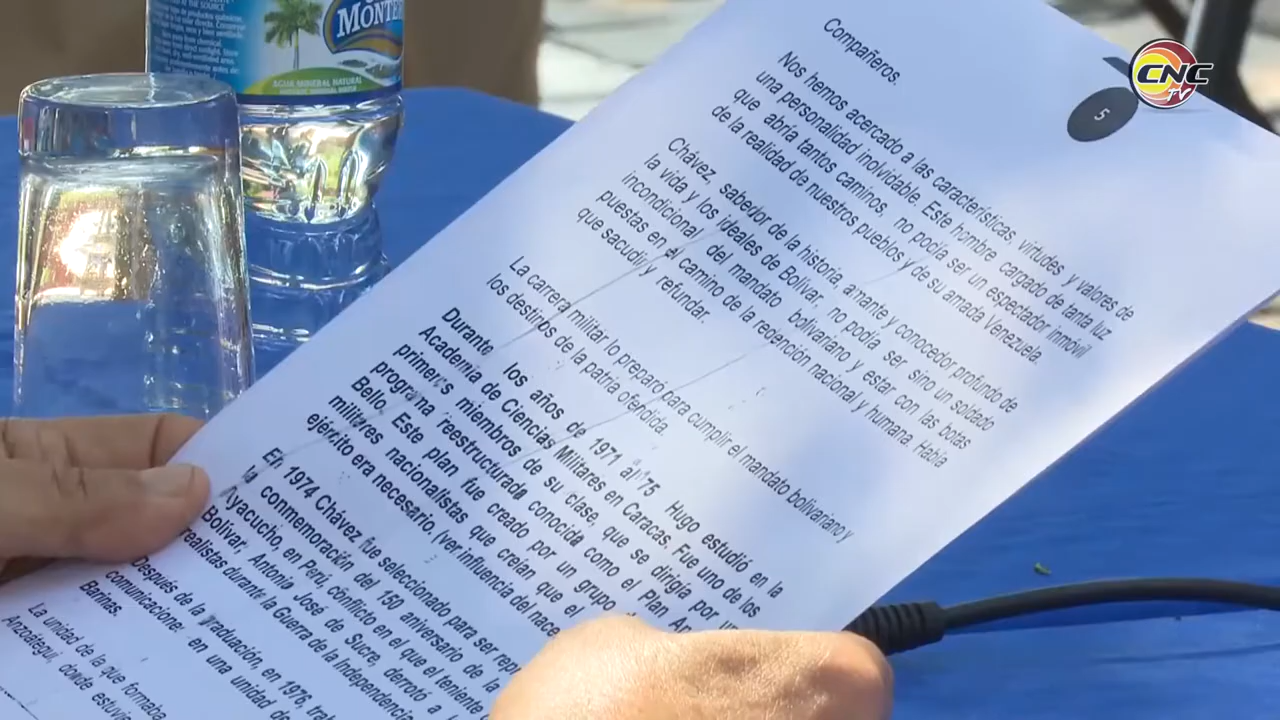 MONTE
AGUA MINERAL NATURAL
CNC
TV
5
Compañeros.
Nos hemos acercado a las características, virtudes y valores de
una personalidad inolvidable. Este hombre cargado de tanta luz
que abría tantos caminos, no podía ser un espectador inmóvil
de la realidad de nuestros pueblos y de su amada Venezuela.
Chávez, sabedor de la historia, amante y conocedor profundo de
la vida y los ideales de Bolívar, no podía ser sino un soldado
incondicional del mandato bolivariano y estar con las botas
puestas en el camino de la redención nacional y humana. Había
que sacudir y refundar.
La carrera militar lo preparó para cumplir el mandato bolivariano y
los destinos de la patria ofendida.
Durante los años de 1971 al 75 Hugo estudió en la
Academia de Ciencias Militares en Caracas. Fue uno de los
primeros miembros de su clase, que se dirigía por
programa reestructurado conocida como el Plan
Bello. Este plan fue creado por un grupo
militares nacionalistas que creían que el
ejército era necesario. (ver influencia del
En 1974 Chávez fue seleccionado para ser
la conmemoración del 150 aniversario de
Ayacucho, en Perú, conflicto en el que el teniente
Bolívar, Antonio José de Sucre, derrotó a
realistas durante la Guerra de la Independencia
Después de la graduación, en 1976,
comunicación: en una unidad
Barinas.
La unidad de la que formaba
Anzoátegui, donde